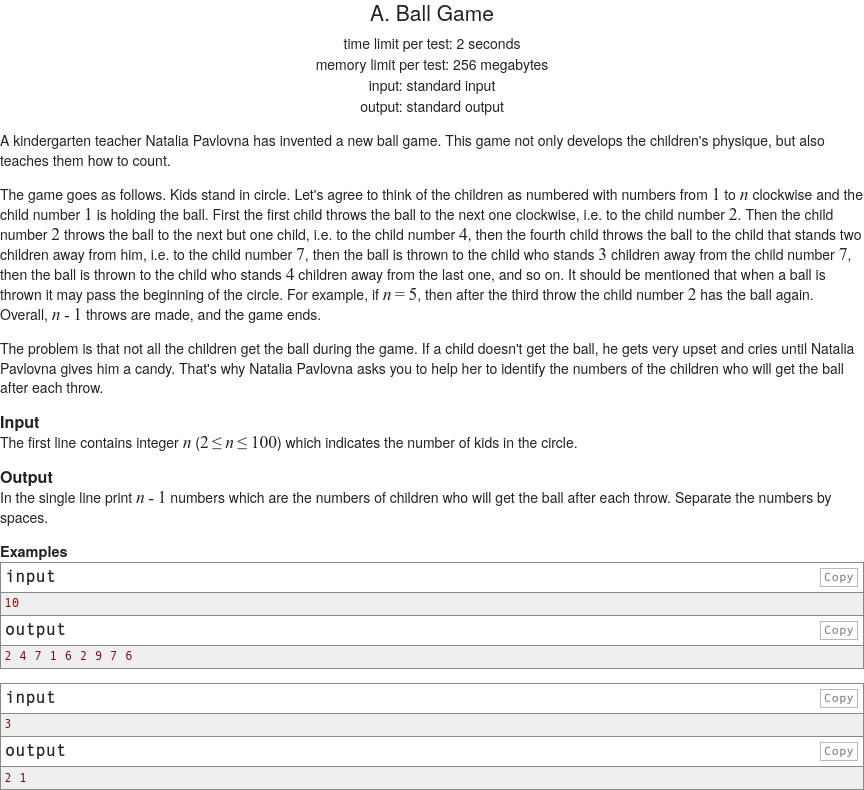 A. Ball Game
time limit per test: 2 seconds
memory limit per test: 256 megabytes
input: standard input
output: standard output
A kindergarten teacher Natalia Pavlovna has invented a new ball game. This game not only develops the children's physique, but also
teaches them how to count.
The game goes as follows. Kids stand in circle. Let's agree to think of the children as numbered with numbers from 1 to n clockwise and the
child number 1 is holding the ball. First the first child throws the ball to the next one clockwise, i.e. to the child number 2. Then the child
number 2 throws the ball to the next but one child, i.e. to the child number 4, then the fourth child throws the ball to the child that stands two
children away from him, i.e. to the child number 7, then the ball is thrown to the child who stands 3 children away from the child number 7,
then the ball is thrown to the child who stands 4 children away from the last one, and so on. It should be mentioned that when a ball is
thrown it may pass the beginning of the circle. For example, if n = 5, then after the third throw the child number 2 has the ball again.
Overall, n - 1 throws are made, and the game ends.
The problem is that not all the children get the ball during the game. If a child doesn't get the ball, he gets very upset and cries until Natalia
Pavlovna gives him a candy. That's why Natalia Pavlovna asks you to help her to identify the numbers of the children who will get the ball
after each throw.
Input
The first line contains integer n (2 ≤ n ≤ 100) which indicates the number of kids in the circle.
Output
In the single line print n - 1 numbers which are the numbers of children who will get the ball after each throw. Separate the numbers by
spaces.
Examples
input Copy
10
output Copy
2 4 7 1 6 2 9 7 6
input Copy
3
output Copy
2 1